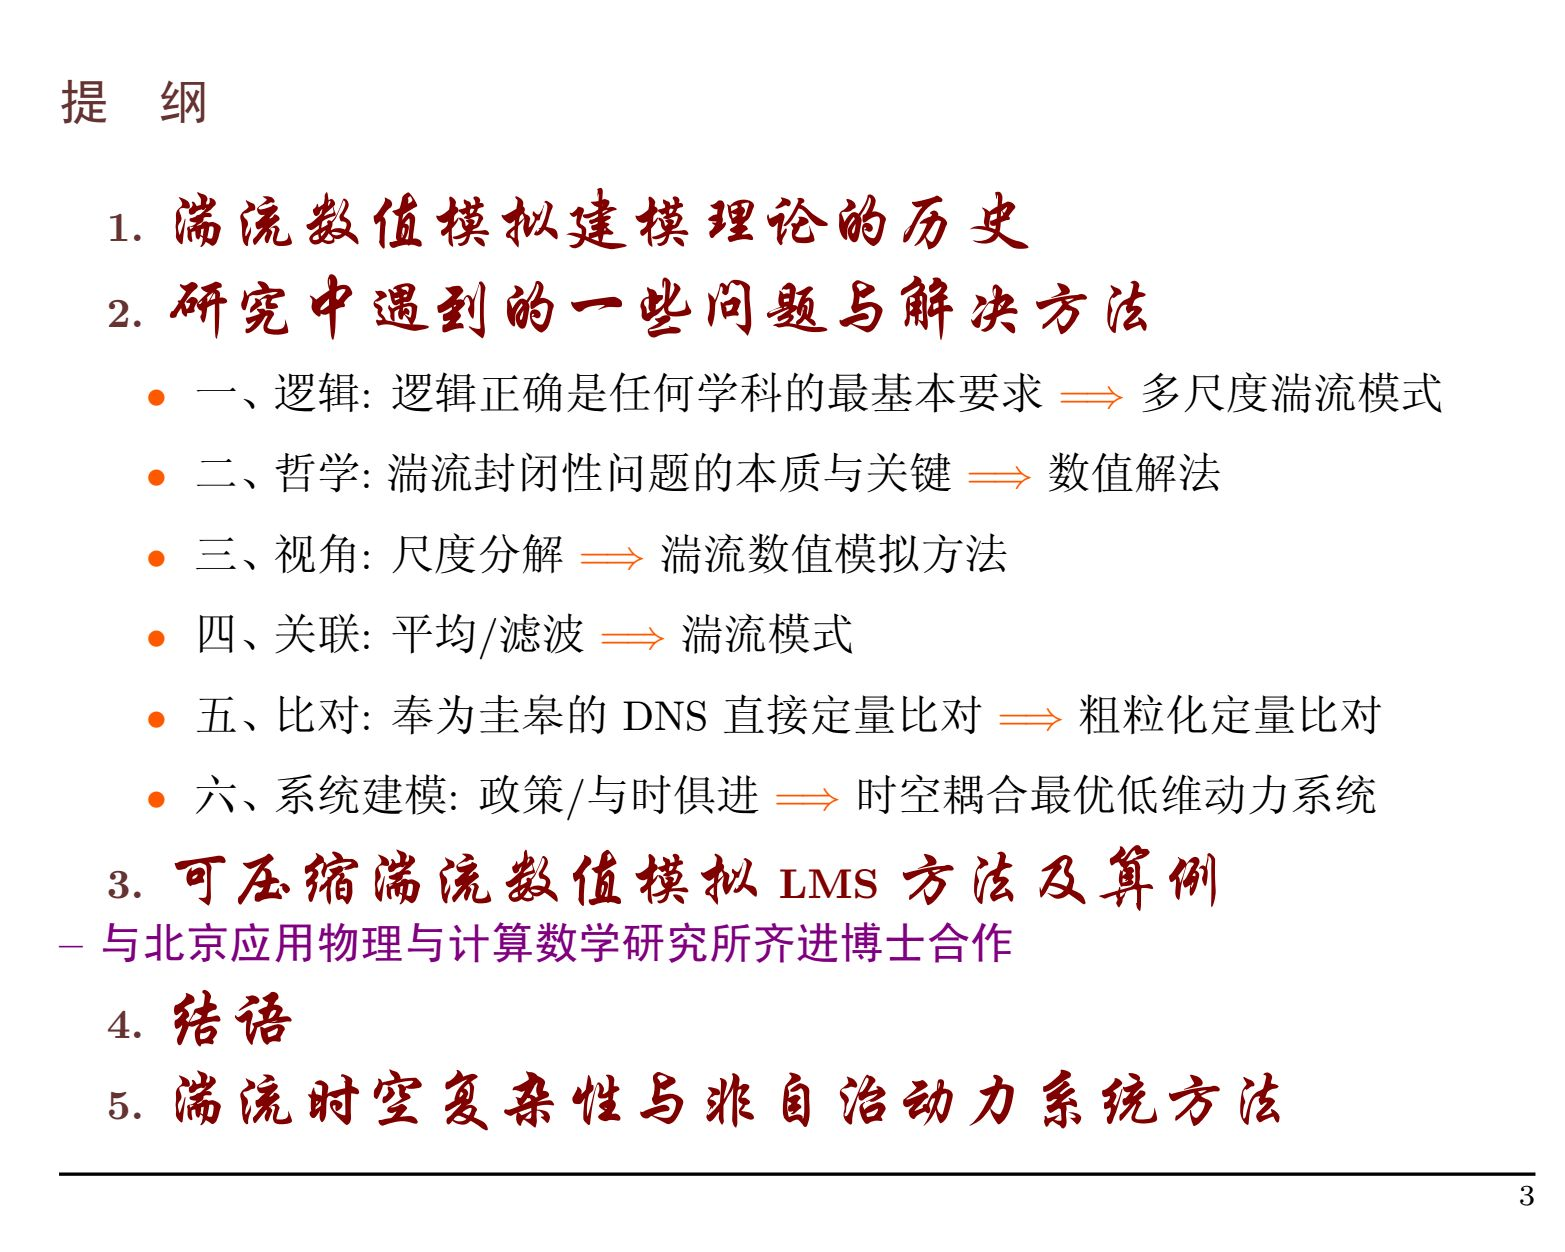 提 纲
1. 湍流数值模拟建模理论的历史
2. 研究中遇到的一些问题与解决方法
• 一、逻辑: 逻辑正确是任何学科的最基本要求 ⟹ 多尺度湍流模式
• 二、哲学: 湍流封闭性问题的本质与关键 ⟹ 数值解法
• 三、视角: 尺度分解 ⟹ 湍流数值模拟方法
• 四、关联: 平均/滤波 ⟹ 湍流模式
• 五、比对: 奉为圭皋的 DNS 直接定量比对 ⟹ 粗粒化定量比对
• 六、系统建模: 政策/与时俱进 ⟹ 时空耦合最优低维动力系统
3. 可压缩湍流数值模拟 LMS 方法及算例
– 与北京应用物理与计算数学研究所齐进博士合作
4. 结语
5. 湍流时空复杂性与非自治动力系统方法
3